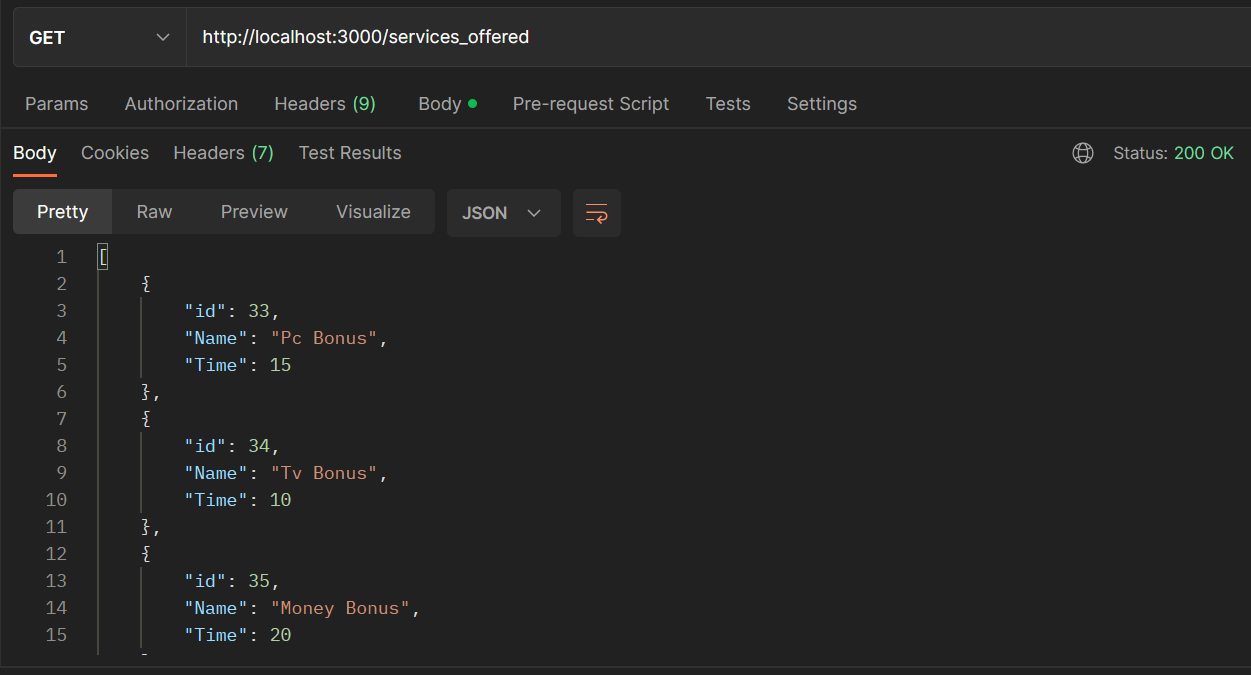 GET http://localhost:3000/services_offered
Params Authorization Headers (9) Body Pre-request Script Tests Settings
Body Cookies Headers (7) Test Results Status: 200 OK
Pretty Raw Preview Visualize JSON
1 [
2 {
3 "id": 33,
4 "Name": "Pc Bonus",
5 "Time": 15
6 },
7 {
8 "id": 34,
9 "Name": "Tv Bonus",
10 "Time": 10
11 },
12 {
13 "id": 35,
14 "Name": "Money Bonus",
15 "Time": 20